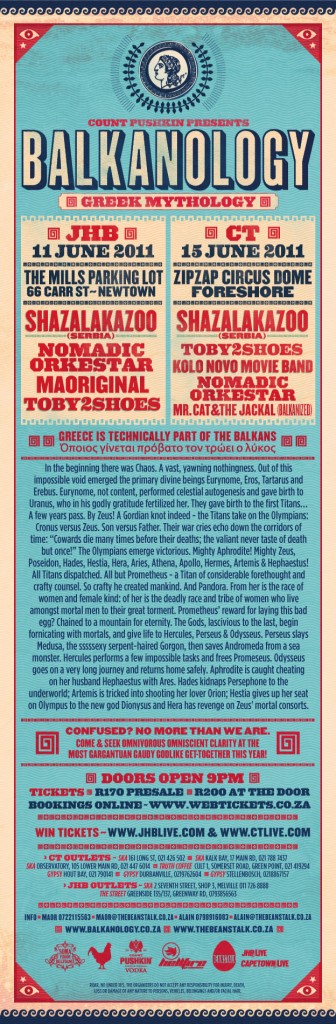 COUNT PUSHKIN PRESENTS
BALKANOLOGY
GREEK MYTHOLOGY
JHB
11 JUNE 2011
THE MILLS PARKING LOT
66 CARR ST~NEWTOWN
SHAZALAKAZOO
(SERBIA)
NOMADIC
ORKESTAR
MAORIGINAL
TOBY2SHOES
CT
15 JUNE 2011
ZIP ZAP CIRCUS DOME
FORESHORE
SHAZALAKAZOO
(SERBIA)
TOBY2SHOES
KOLO NOVO MOVIE BAND
NOMADIC
ORKESTAR
MR. CAT & THE JACKAL (BALKANIZED)
GREECE IS TECHNICALLY PART OF THE BALKANS
Όποιος γίνεται πρόβατο τον τρώει ο λύκος
In the beginning there was Chaos. A vast, yawning nothingness. Out of this
impossible void emerged the primary divine beings Eurynome, Eros, Tartarus and
Erebus. Eurynome, not content, performed celestial autogenesis and gave birth to
Uranus, who in his godly gratitude fertilized her. They gave birth to the first Titans...
A few years pass. By Zeus! A Gordian knot indeed - the Titans take on the Olympians:
Cronus versus Zeus. Son versus Father. Their war cries echo down the corridors of
time: "Cowards die many times before their deaths; the valiant never taste of death
but once!" The Olympians emerge victorious. Mighty Aphrodite! Mighty Zeus,
Poseidon, Hades, Hestia, Hera, Aries, Athena, Apollo, Hermes, Artemis & Hephaestus!
All Titans dispatched. All but Prometheus - a Titan of considerable forethought and
crafty counsel. So crafty he created mankind. And Pandora. From her is the race of
women and female kind: of her is the deadly race and tribe of women who live
amongst mortal men to their great torment. Prometheus' reward for laying this bad
egg? Chained to a mountain for eternity. The Gods, lascivious to the last, begin
fornicating with mortals, and give life to Hercules, Perseus & Odysseus. Perseus slays
Medusa, the sssssexy serpent-haired Gorgon, then saves Andromeda from a sea
monster. Hercules performs a few impossible tasks and frees Promeseus. Odysseus
goes on a very long journey and returns home safely. Aphrodite is caught cheating
on her husband Hephaestus with Ares. Hades kidnaps Persephone to the
underworld; Artemis is tricked into shooting her lover Orion; Hestia gives up her seat
on Olympus to the new god Dionysus and Hera has revenge on Zeus' mortal consorts.
CONFUSED? NO MORE THAN WE ARE.
COME & SEEK OMNIVOROUS OMNISCIENT CLARITY AT THE
MOST GARGANTUAN GAUDY GODLIKE GET-TOGETHER THIS YEAR!
DOORS OPEN 9PM
TICKETS R170 PRESALE R200 AT THE DOOR
BOOKINGS ONLINE~WWW.WEBTICKETS.CO.ZA
WIN TICKETS~WWW.JHBLIVE.COM & WWW.CTLIVE.COM
CT OUTLETS ~ SKA 161 LONG ST, 021 426 502 SKA KALK BAY, 17 MAIN RD, 021 788 7837
SKA OBSERVATORY, 105 LOWER MAIN RD, 021 447 6014 TRUTH COFFEE CULT 1, SOMERSET ROAD, GREEN POINT, 021 419294
GYPSY HOUT BAY, 021 790141 GYPSY DURBANVILLE, 0219762604 GYPSY STELLENBOSCH, 0218867157
JHB OUTLETS ~ SKA 2 SEVENTH STREET, SHOP 3, MELVILLE 011 726 8888
THE STREET GREENSIDE 135/137, GREENWAY RD, 0793856563
INFO MAOR 0722115563 MAOR@THEBEANSTALK.CO.ZA ALAIN 0798916083 ALAIN@THEBEANSTALK.CO.ZA
WWW.BALKANOLOGY.CO.ZA WWW.THEBEANSTALK.CO.ZA
PUSHKIN
VODKA
hellfire
JHB LIVE
CAPETOWN LIVE